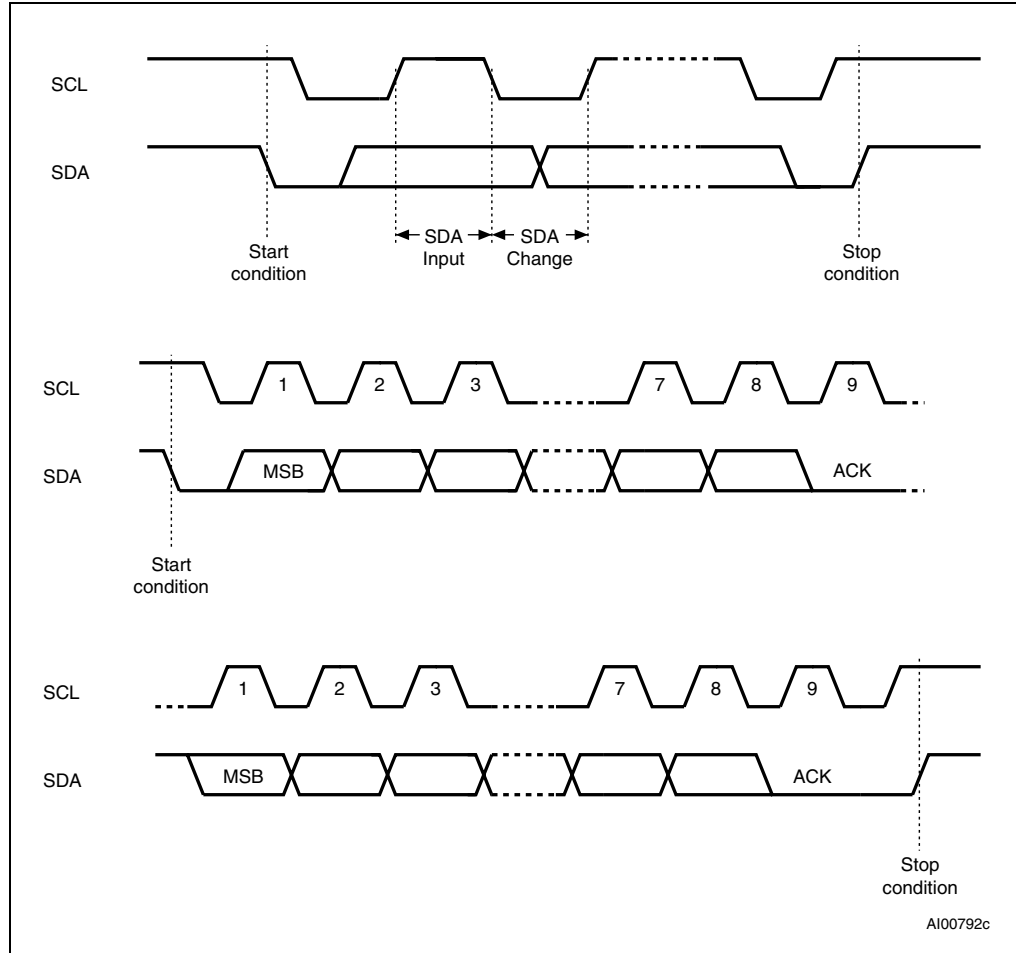 SCL
SDA
SDA
Input
SDA
Change
Start
condition
Stop
condition
SCL
1 2 3 7 8 9
SDA
MSB ACK
Start
condition
SCL
1 2 3 7 8 9
SDA
MSB ACK
Stop
condition
AI00792c